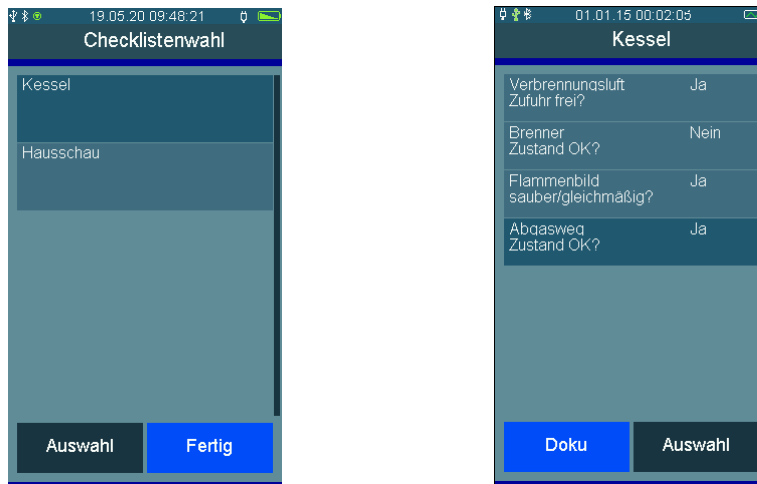 19.05.20 09:48:21
Checklistenwahl
Kessel
Hausschau
Auswahl
Fertig
01.01.15 00:02:05
Kessel
Verbrennungsluft Ja
Zufuhr frei?
Brenner Nein
Zustand OK?
Flammenbild Ja
sauber/gleichmäßig?
Abgasweg Ja
Zustand OK?
Doku
Auswahl